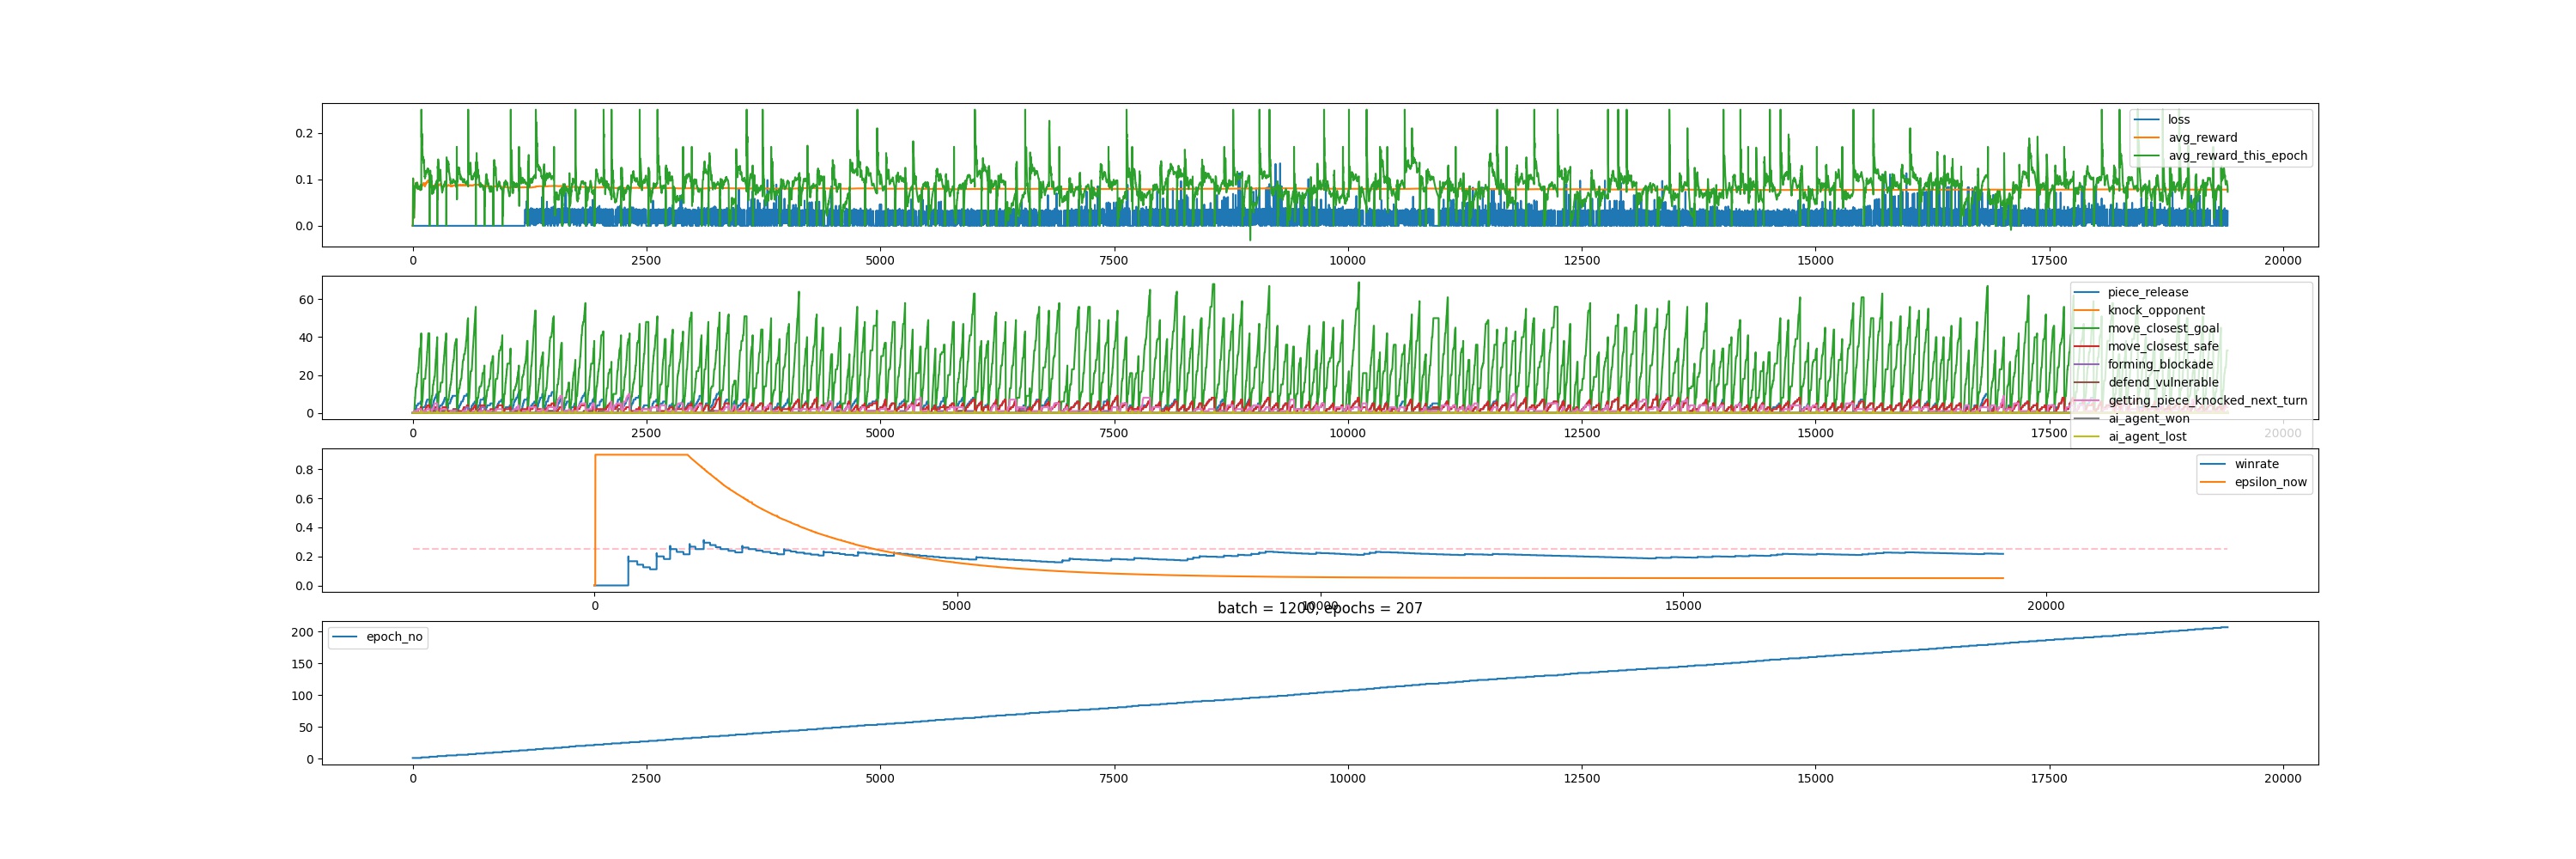 0.2
0.1
0.0
loss
avg_reward
avg_reward_this_epoch
0 2500 5000 7500 10000 12500 15000 17500 20000
60
40
20
0
piece_release
knock_opponent
move_closest_goal
move_closest_safe
forming_blockade
defend_vulnerable
getting_piece_knocked_next_turn
ai_agent_won
ai_agent_lost
0 2500 5000 7500 10000 12500 15000 17500 20000
0.8
0.6
0.4
0.2
0.0
winrate
epsilon_now
0 5000 10000 15000 20000
batch = 1200, epochs = 207
200
150
100
50
0
epoch_no
0 2500 5000 7500 10000 12500 15000 17500 20000